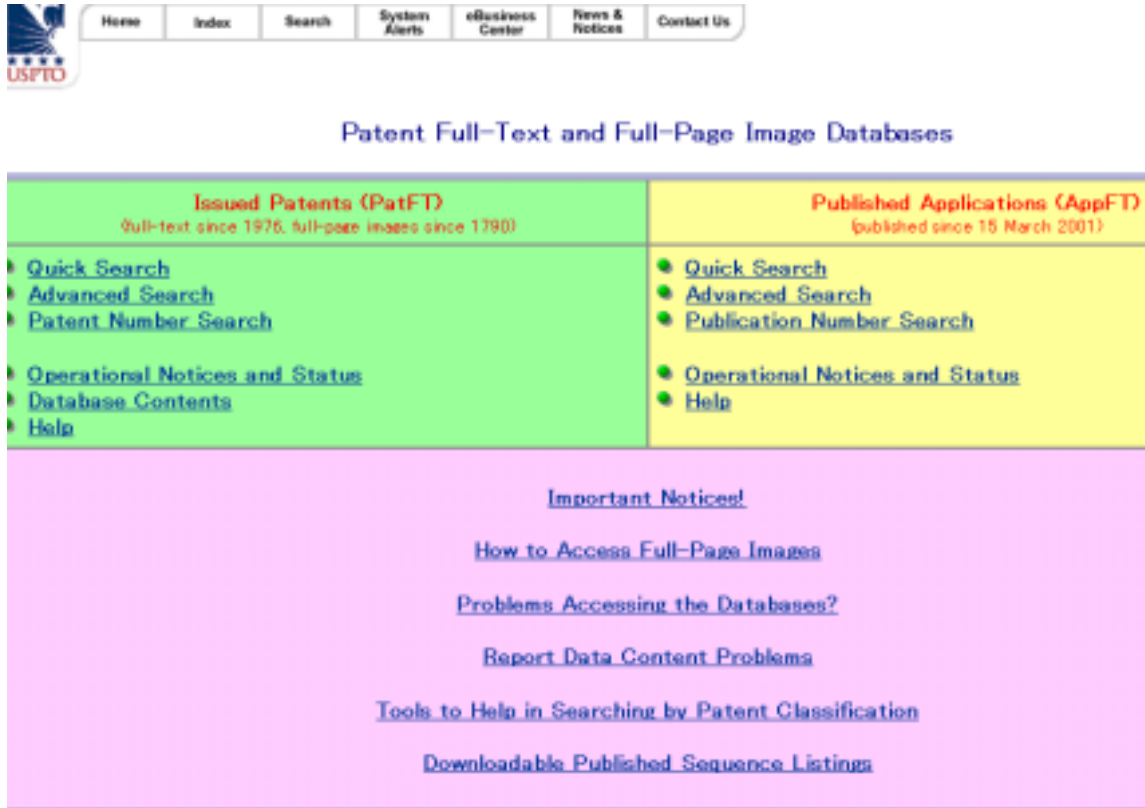 Home Index Search System Alerts eBusiness Center News & Notices Contact Us
USPTO
Patent Full-Text and Full-Page Image Databases
Issued Patents (PatFT)
(full-text since 1976, full-page images since 1790)
Quick Search
Advanced Search
Patent Number Search
Operational Notices and Status
Database Contents
Help
Published Applications (AppFT)
(published since 15 March 2001)
Quick Search
Advanced Search
Publication Number Search
Operational Notices and Status
Help
Important Notices!
How to Access Full-Page Images
Problems Accessing the Databases?
Report Data Content Problems
Tools to Help in Searching by Patent Classification
Downloadable Published Sequence Listings